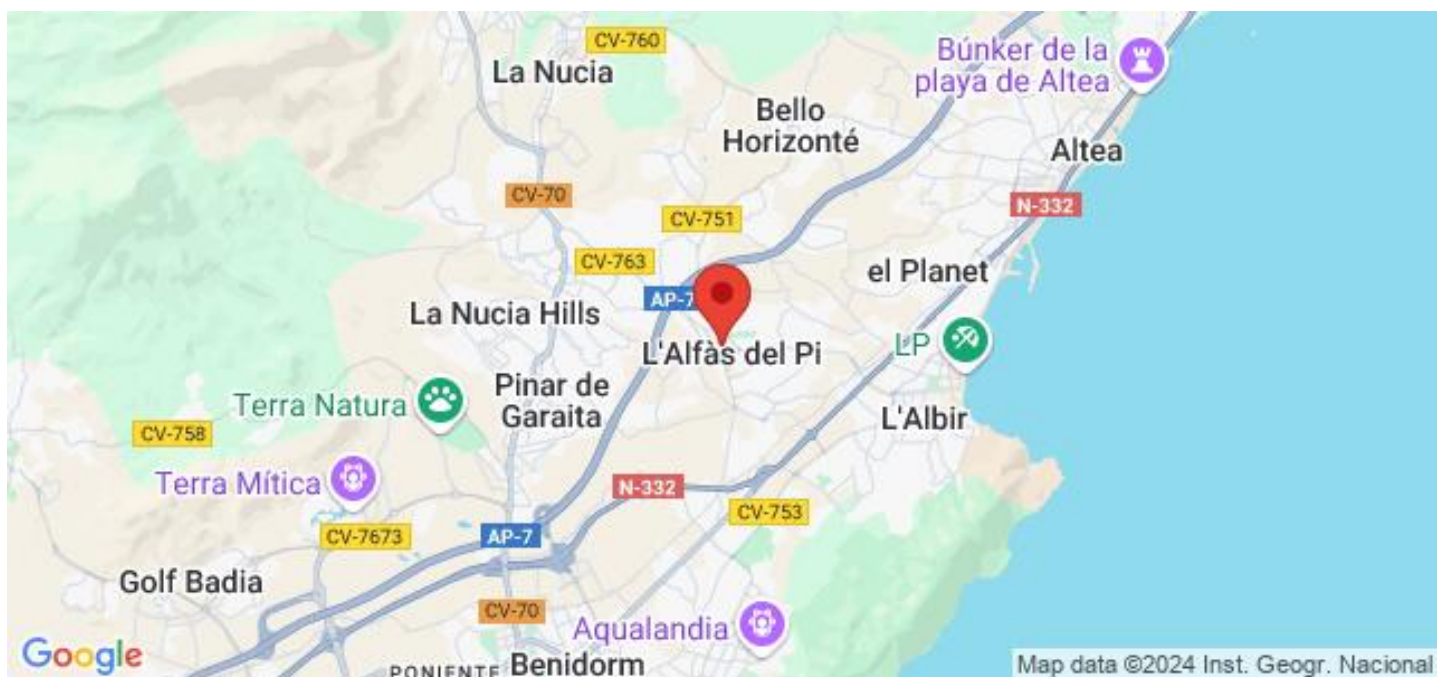 CV-760
La Nucia
Búnker de la
playa de Altea
Bello
Horizonté
Altea
CV-70
N-332
CV-751
CV-763
el Planet
AP-7
La Nucia Hills
L'Alfàs del Pi
LP
Pinar de
Garaita
Terra Natura
L'Albir
CV-758
Terra Mítica
N-332
CV-753
CV-7673
AP-7
Golf Badia
CV-70
Aqualandia
Google
PONIENTE
Benidorm
Map data ©2024 Inst. Geogr. Nacional